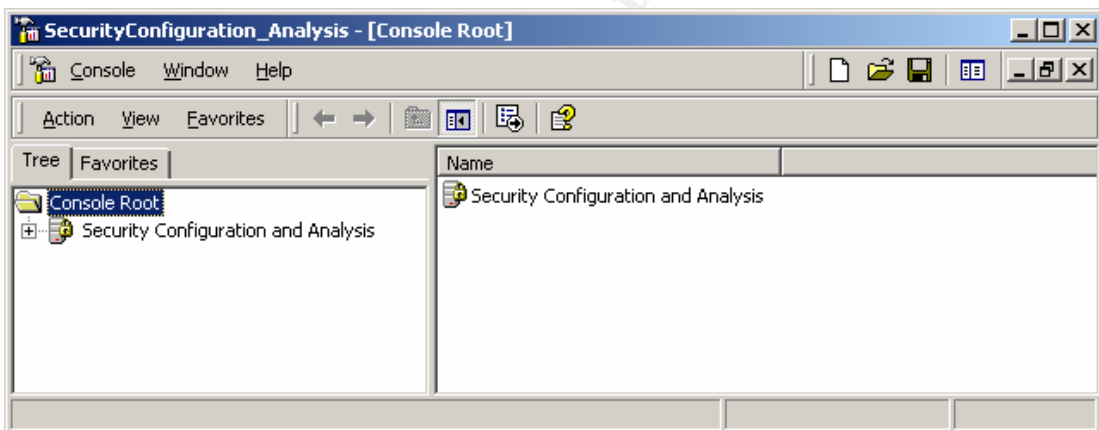 SecurityConfiguration_Analysis - [Console Root]
Console Window Help
Action View Favorites
Tree Favorites
Name
Console Root
Security Configuration and Analysis
Security Configuration and Analysis